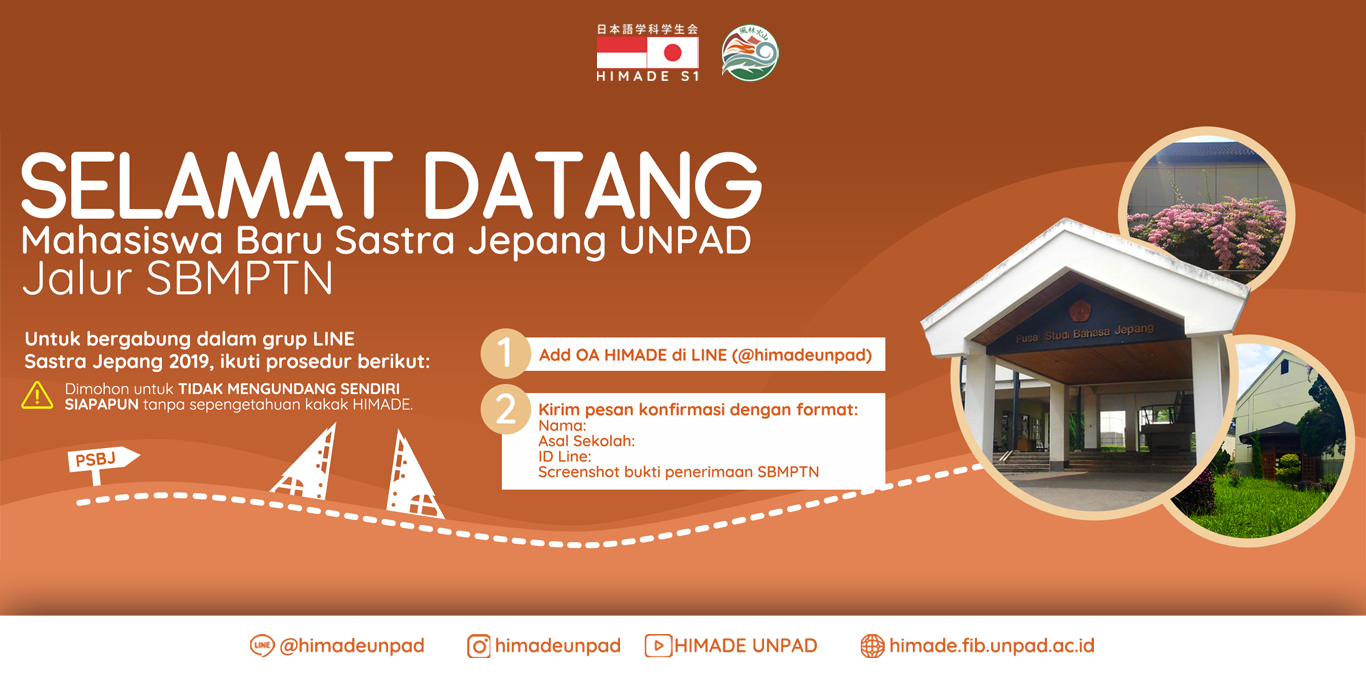 日本語学科学生会
HIMADE S1
風林火山
SELAMAT DATANG
Mahasiswa Baru Sastra Jepang UNPAD
Jalur SBMPTN
Untuk bergabung dalam grup LINE
Sastra Jepang 2019, ikuti prosedur berikut:
Dimohon untuk TIDAK MENGUNDANG SENDIRI
SIAPAPUN tanpa sepengetahuan kakak HIMADE.
PSBJ
1
Add OA HIMADE di LINE (@himadeunpad)
2
Kirim pesan konfirmasi dengan format:
Nama:
Asal Sekolah:
ID Line:
Screenshot bukti penerimaan SBMPTN
Pusat Studi Bahasa Jepang
LINE
@himadeunpad
himadeunpad
HIMADE UNPAD
himade.fib.unpad.ac.id